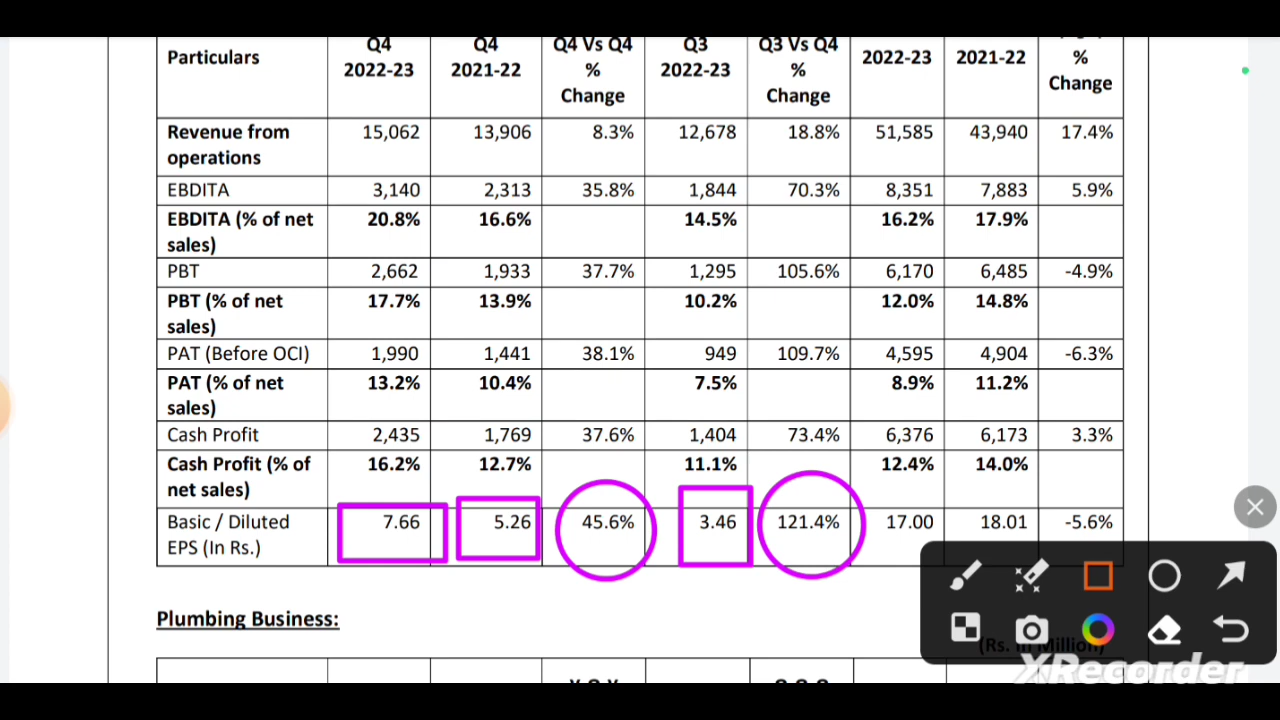 Particulars Q4 2022-23 Q4 2021-22 Q4 Vs Q4 % Change Q3 2022-23 Q3 Vs Q4 % Change 2022-23 2021-22 % Change
Revenue from operations 15,062 13,906 8.3% 12,678 18.8% 51,585 43,940 17.4%
EBDITA 3,140 2,313 35.8% 1,844 70.3% 8,351 7,883 5.9%
EBDITA (% of net sales) 20.8% 16.6% 14.5% 16.2% 17.9%
PBT 2,662 1,933 37.7% 1,295 105.6% 6,170 6,485 -4.9%
PBT (% of net sales) 17.7% 13.9% 10.2% 12.0% 14.8%
PAT (Before OCI) 1,990 1,441 38.1% 949 109.7% 4,595 4,904 -6.3%
PAT (% of net sales) 13.2% 10.4% 7.5% 8.9% 11.2%
Cash Profit 2,435 1,769 37.6% 1,404 73.4% 6,376 6,173 3.3%
Cash Profit (% of net sales) 16.2% 12.7% 11.1% 12.4% 14.0%
Basic / Diluted EPS (In Rs.) 7.66 5.26 45.6% 3.46 121.4% 17.00 18.01 -5.6%
Plumbing Business:
(Rs. In Million)
XRecorder